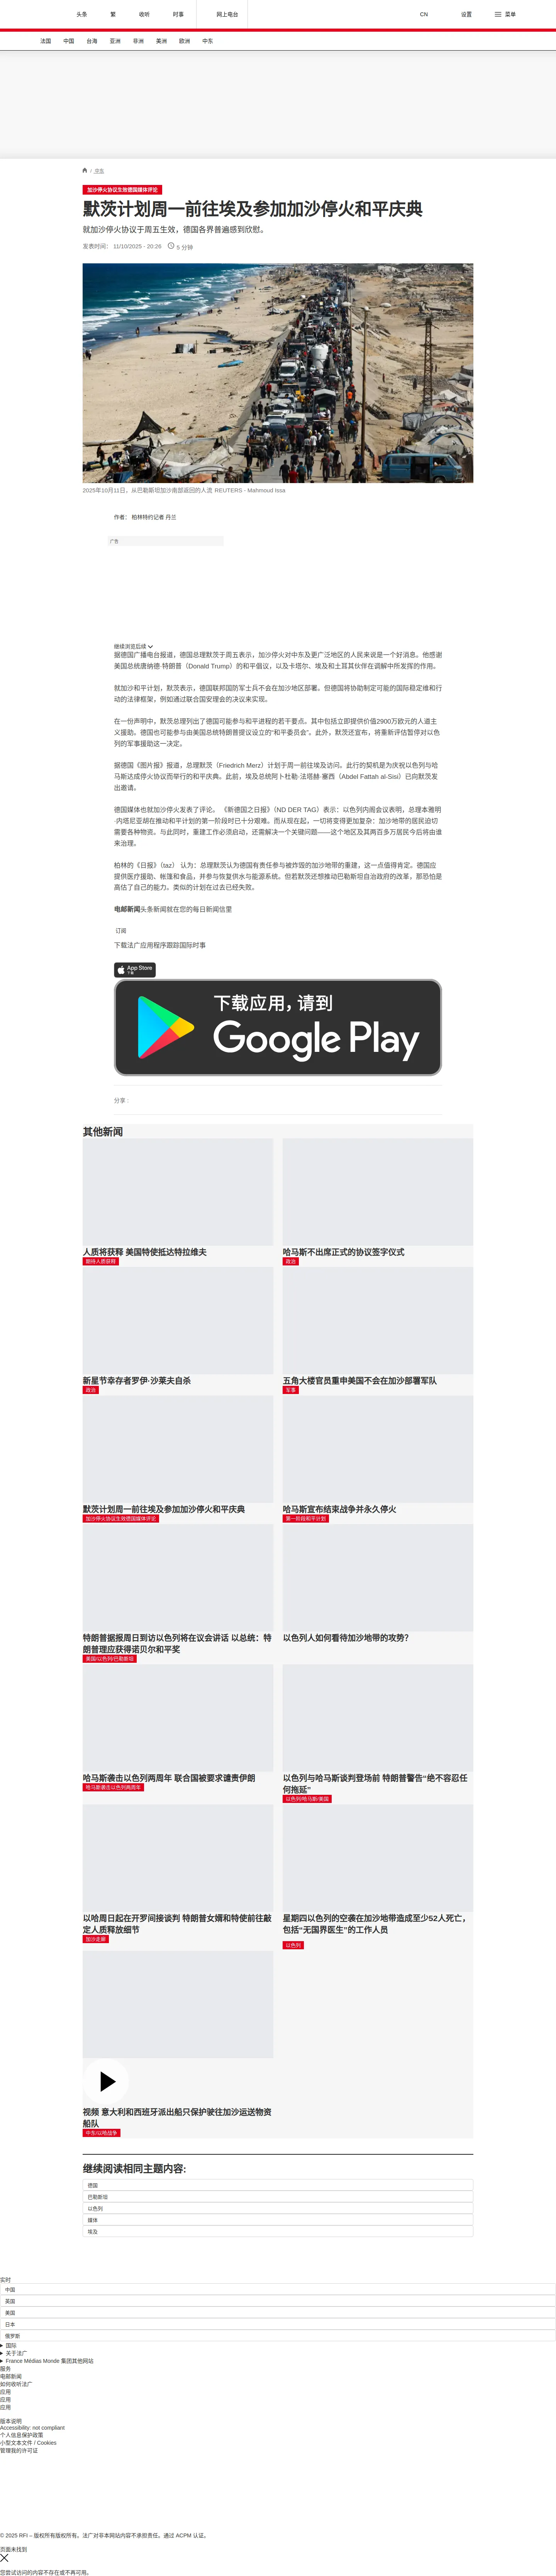 头条
繁
收听
时事
网上电台
CN
设置
菜单
法国
中国
台海
亚洲
非洲
美洲
欧洲
中东
/ 中东
加沙停火协议生效德国媒体评论
默茨计划周一前往埃及参加加沙停火和平庆典
就加沙停火协议于周五生效，德国各界普遍感到欣慰。
发表时间： 11/10/2025 - 20:26
5 分钟
2025年10月11日，从巴勒斯坦加沙南部返回的人流 REUTERS - Mahmoud Issa
作者： 柏林特约记者 丹兰
广告
继续浏览后续
据德国广播电台报道，德国总理默茨于周五表示，加沙停火对中东及更广泛地区的人民来说是一个好消息。他感谢
美国总统唐纳德·特朗普（Donald Trump）的和平倡议，以及卡塔尔、埃及和土耳其伙伴在调解中所发挥的作用。
就加沙和平计划，默茨表示，德国联邦国防军士兵不会在加沙地区部署。但德国将协助制定可能的国际稳定维和行
动的法律框架，例如通过联合国安理会的决议来实现。
在一份声明中，默茨总理列出了德国可能参与和平进程的若干要点。其中包括立即提供价值2900万欧元的人道主
义援助。德国也可能参与由美国总统特朗普提议设立的“和平委员会”。此外，默茨还宣布，将重新评估暂停对以色
列的军事援助这一决定。
据德国《图片报》报道，总理默茨（Friedrich Merz）计划于周一前往埃及访问。此行的契机是为庆祝以色列与哈
马斯达成停火协议而举行的和平庆典。此前，埃及总统阿卜杜勒·法塔赫·塞西（Abdel Fattah al-Sisi）已向默茨发
出邀请。
德国媒体也就加沙停火发表了评论。 《新德国之日报》（ND DER TAG）表示：以色列内阁会议表明，总理本雅明
·内塔尼亚胡在推动和平计划的第一阶段时已十分艰难。而从现在起，一切将变得更加复杂：加沙地带的居民迫切
需要各种物资。与此同时，重建工作必须启动，还需解决一个关键问题——这个地区及其两百多万居民今后将由谁
来治理。
柏林的《日报》（taz） 认为：总理默茨认为德国有责任参与被炸毁的加沙地带的重建，这一点值得肯定。德国应
提供医疗援助、帐篷和食品，并参与恢复供水与能源系统。但若默茨还想推动巴勒斯坦自治政府的改革，那恐怕是
高估了自己的能力。类似的计划在过去已经失败。
电邮新闻头条新闻就在您的每日新闻信里
订阅
下载法广应用程序跟踪国际时事
App Store
下载
下载应用，请到
Google Play
分享 :
其他新闻
人质将获释 美国特使抵达特拉维夫
期待人质获释
哈马斯不出席正式的协议签字仪式
政治
新星节幸存者罗伊·沙莱夫自杀
政治
五角大楼官员重申美国不会在加沙部署军队
军事
默茨计划周一前往埃及参加加沙停火和平庆典
加沙停火协议生效德国媒体评论
哈马斯宣布结束战争并永久停火
第一阶段和平计划
特朗普据报周日到访以色列将在议会讲话 以总统：特
朗普理应获得诺贝尔和平奖
美国/以色列/巴勒斯坦
以色列人如何看待加沙地带的攻势？
哈马斯袭击以色列两周年 联合国被要求谴责伊朗
哈马斯袭击以色列两周年
以色列与哈马斯谈判登场前 特朗普警告“绝不容忍任
何拖延”
以色列/哈马斯/美国
以哈周日起在开罗间接谈判 特朗普女婿和特使前往敲
定人质释放细节
加沙走廊
星期四以色列的空袭在加沙地带造成至少52人死亡，
包括“无国界医生”的工作人员
以色列
视频 意大利和西班牙派出船只保护驶往加沙运送物资
船队
中东/以哈战争
继续阅读相同主题内容:
德国
巴勒斯坦
以色列
媒体
埃及
实时
中国
英国
美国
日本
俄罗斯
国际
关于法广
France Médias Monde 集团其他网站
服务
电邮新闻
如何收听法广
应用
应用
应用
版本说明
Accessibility: not compliant
个人信息保护政策
小型文本文件 / Cookies
管理我的许可证
© 2025 RFI – 版权所有版权所有。法广对非本网站内容不承担责任。通过 ACPM 认证。
页面未找到
您尝试访问的内容不存在或不再可用。